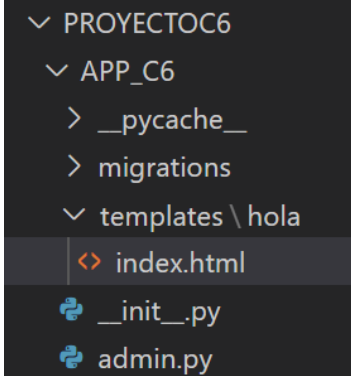 PROYECTOC6
APP_C6
__pycache__
migrations
templates \ hola
<> index.html
__init__.py
admin.py